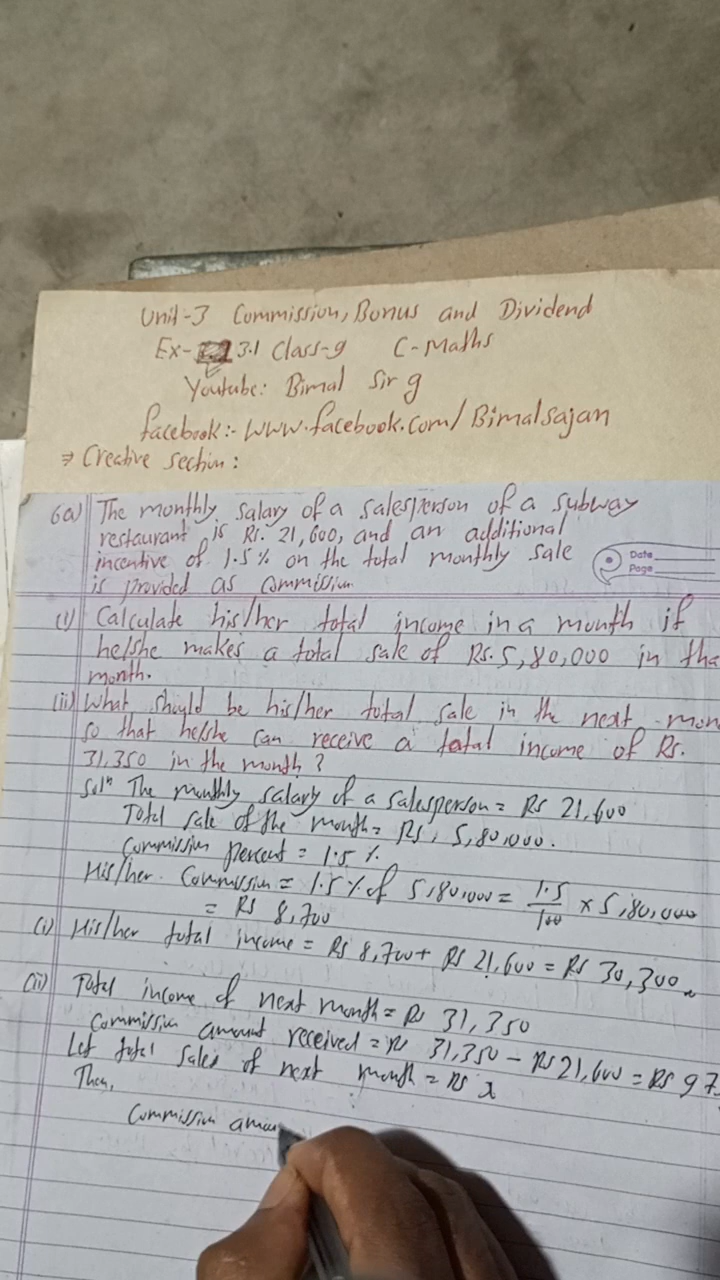 Unit-3 Commission, Bonus and Dividend
Ex- 3.1 Class-9 C-Maths
Youtube: Bimal Sir g
facebook:- www.facebook.com/Bimalsajan
⇒ Creative section:
6a) The monthly salary of a salesperson of a subway
restaurant is Rs. 21,600, and an additional
incentive of 1.5% on the total monthly sale
is provided as commission
Date
Page
(i) Calculate his/her total income in a month if
he/she makes a total sale of Rs. 5,80,000 in the
month.
(ii) What should be his/her total sale in the next mon
so that he/she can receive a total income of Rs.
31,350 in the month?
Solⁿ The monthly salary of a salesperson = Rs 21,600
Total sale of the month = Rs. 5,80,000.
Commission percent = 1.5%
His/her Commission = 1.5% of 5,80,000 = 1.5/100 × 5,80,000
= Rs 8,700
(i) His/her total income = Rs 8,700 + Rs 21,600 = Rs 30,300
(ii) Total income of next month = Rs 31,350
Commission amount received = Rs 31,350 - Rs 21,600 = Rs 97
Let total sales of next month = Rs x
Then,
Commission amou